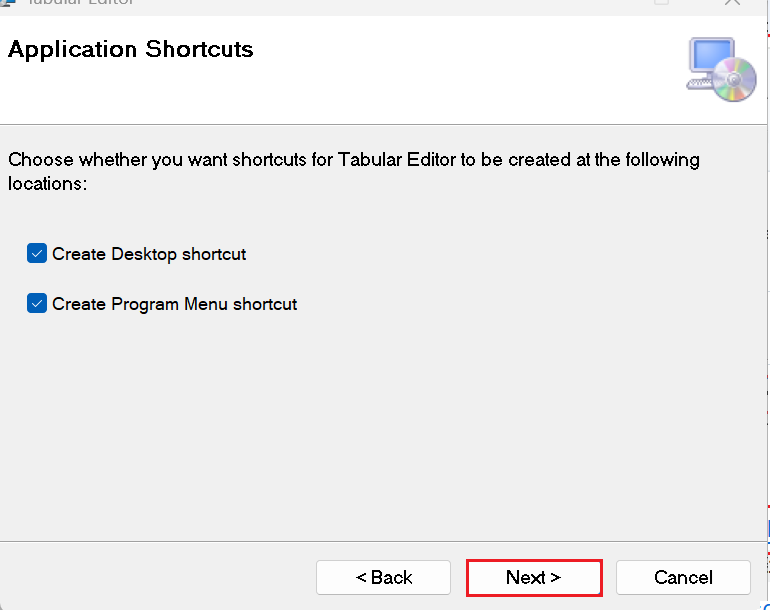 Tabular Editor
Application Shortcuts
Choose whether you want shortcuts for Tabular Editor to be created at the following
locations:
Create Desktop shortcut
Create Program Menu shortcut
< Back
Next >
Cancel